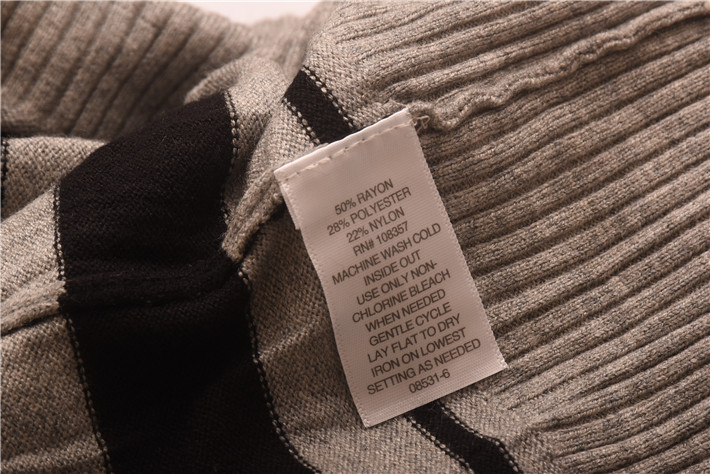 50% RAYON
28% POLYESTER
22% NYLON
RN# 108357
MACHINE WASH COLD
INSIDE OUT
USE ONLY NON-
CHLORINE BLEACH
WHEN NEEDED
GENTLE CYCLE
LAY FLAT TO DRY
IRON ON LOWEST
SETTING AS NEEDED
08531-6